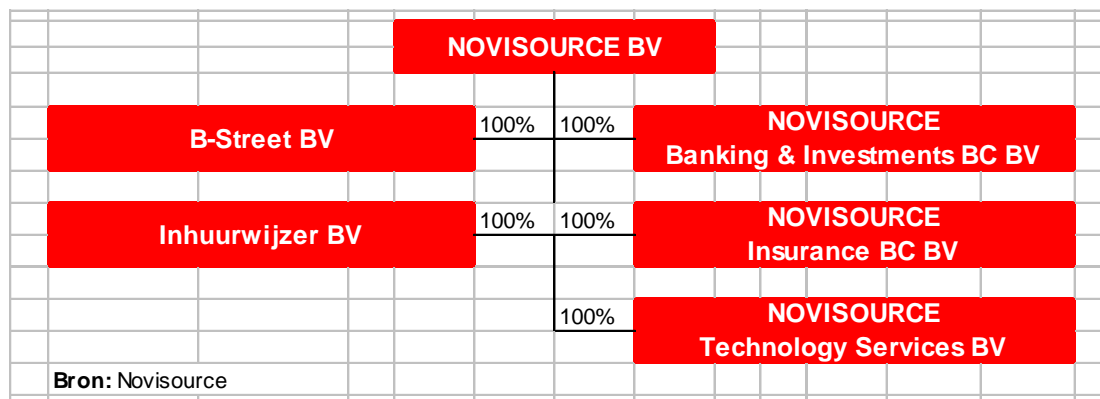 NOVISOURCE BV
B-Street BV
100% 100%
NOVISOURCE
Banking & Investments BC BV
Inhuurwijzer BV
100% 100%
NOVISOURCE
Insurance BC BV
100%
NOVISOURCE
Technology Services BV
Bron: Novisource